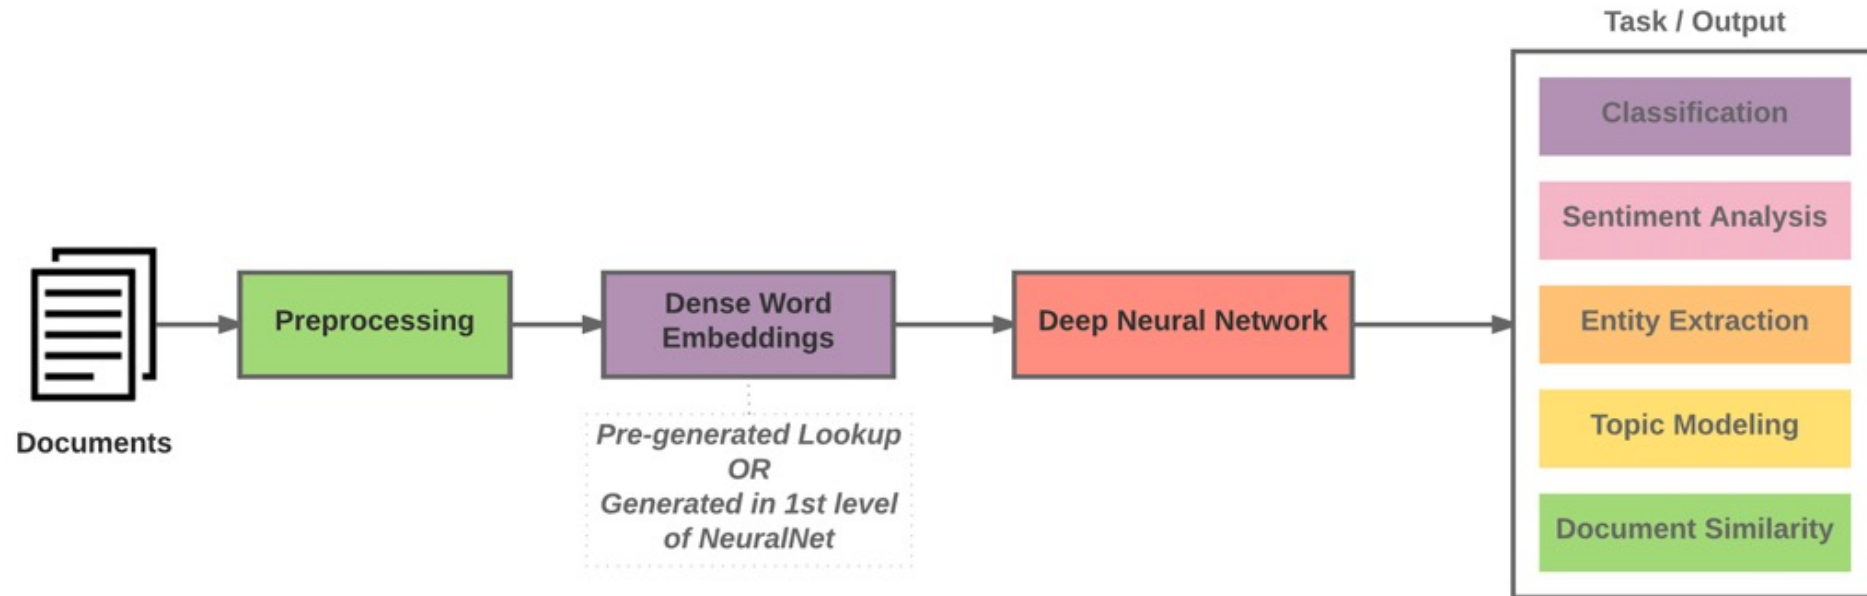 Task / Output
Classification
Sentiment Analysis
Entity Extraction
Topic Modeling
Document Similarity
Documents
Preprocessing
Dense Word
Embeddings
Deep Neural Network
Pre-generated Lookup
OR
Generated in 1st level
of NeuralNet